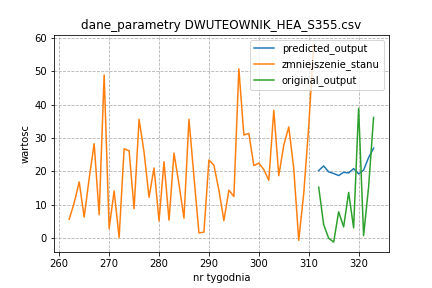 dane_parametry DWUTEOWNIK_HEA_S355.csv
predicted_output
zmniejszenie_stanu
original_output
wartosc
60
50
40
30
20
10
0
260 270 280 290 300 310 320
nr tygodnia